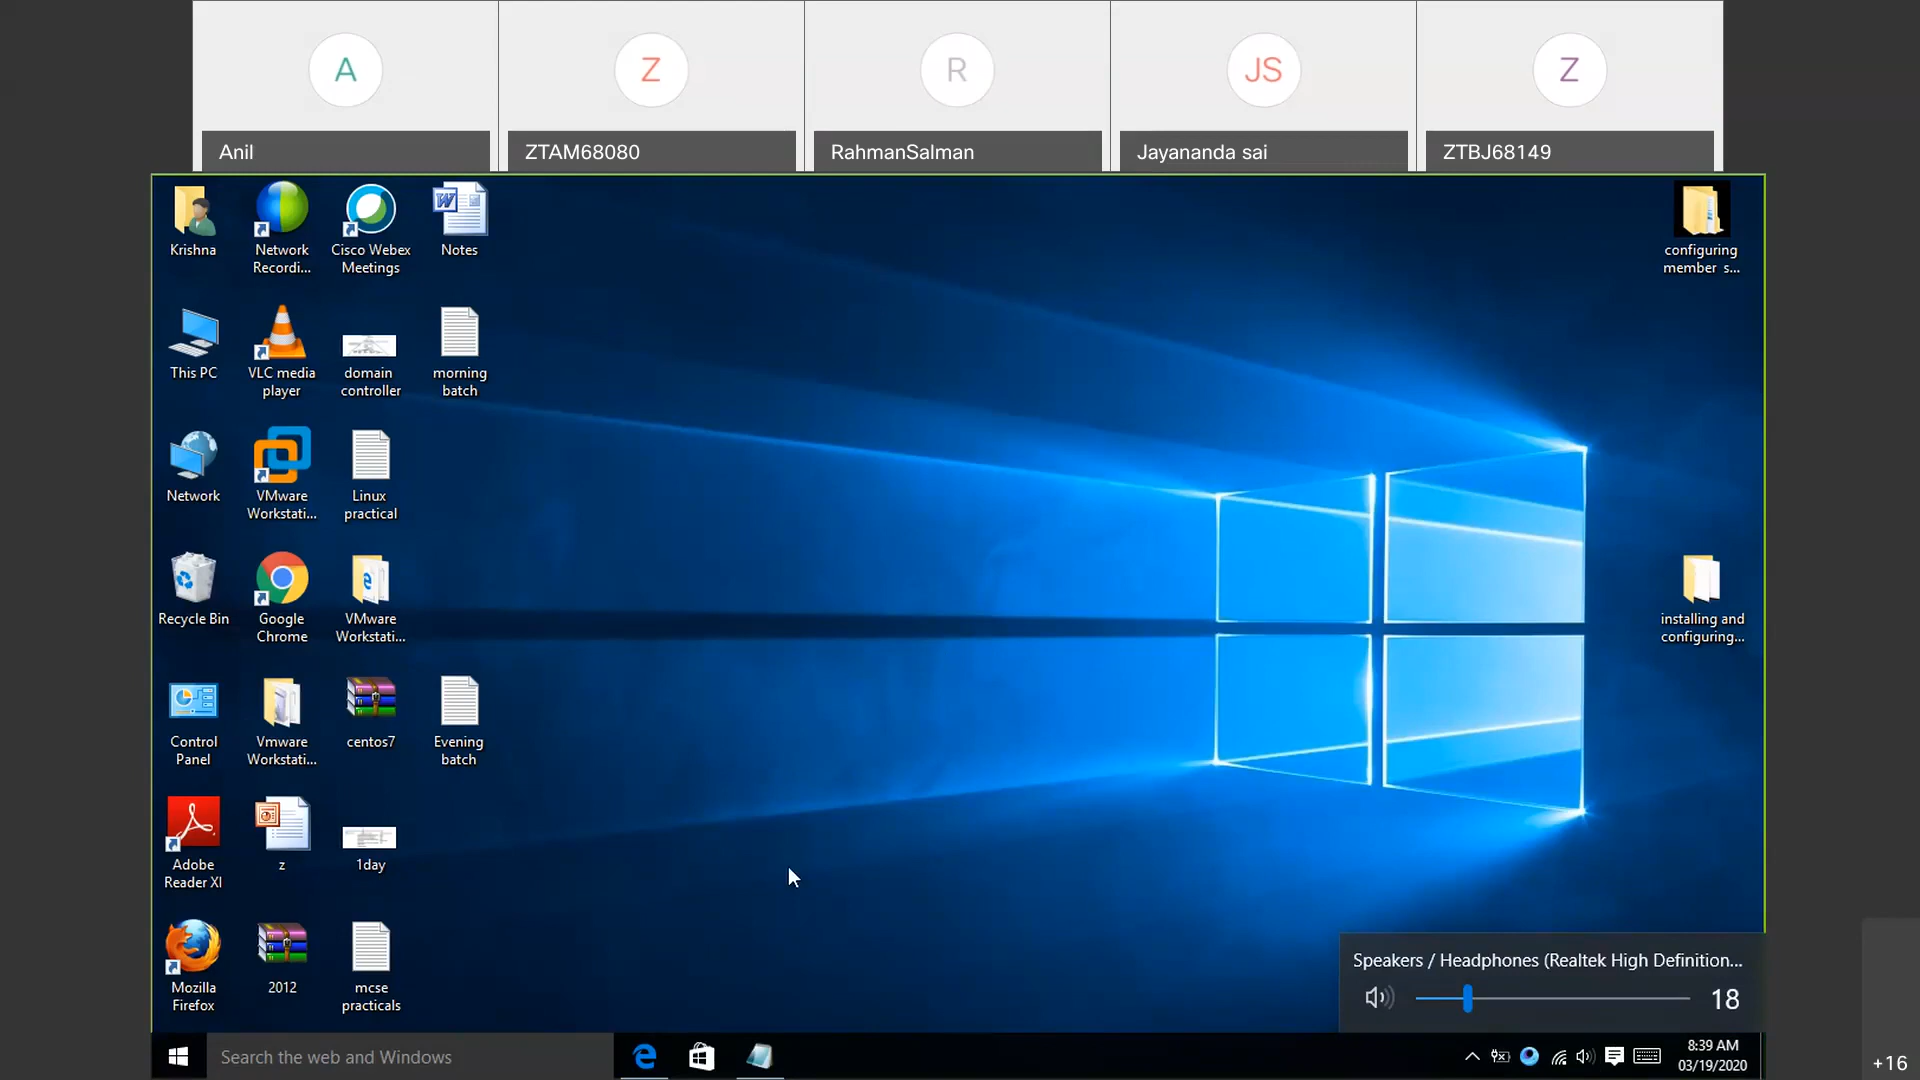 A
Z
R
JS
Z
Anil
ZTAM68080
RahmanSalman
Jayananda sai
ZTBJ68149
Krishna
Network
Recordi...
Cisco Webex
Meetings
Notes
configuring
member s...
This PC
VLC media
player
domain
controller
morning
batch
Network
VMware
Workstati...
Linux
practical
Recycle Bin
Google
Chrome
VMware
Workstati...
installing and
configuring...
Control
Panel
Vmware
Workstati...
centos7
Evening
batch
Adobe
Reader XI
z
1day
Mozilla
Firefox
2012
mcse
practicals
Speakers / Headphones (Realtek High Definition...
18
Search the web and Windows
8:39 AM
03/19/2020
+16